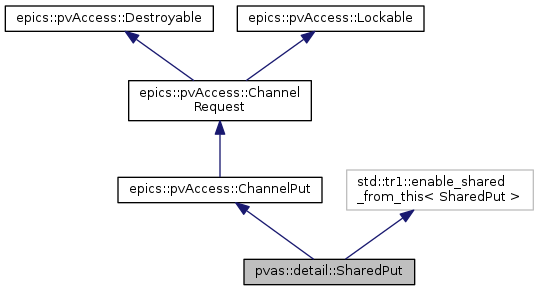 epics::pvAccess::Destroyable
epics::pvAccess::Lockable
epics::pvAccess::Channel
Request
epics::pvAccess::ChannelPut
std::tr1::enable_shared
_from_this< SharedPut >
pvas::detail::SharedPut